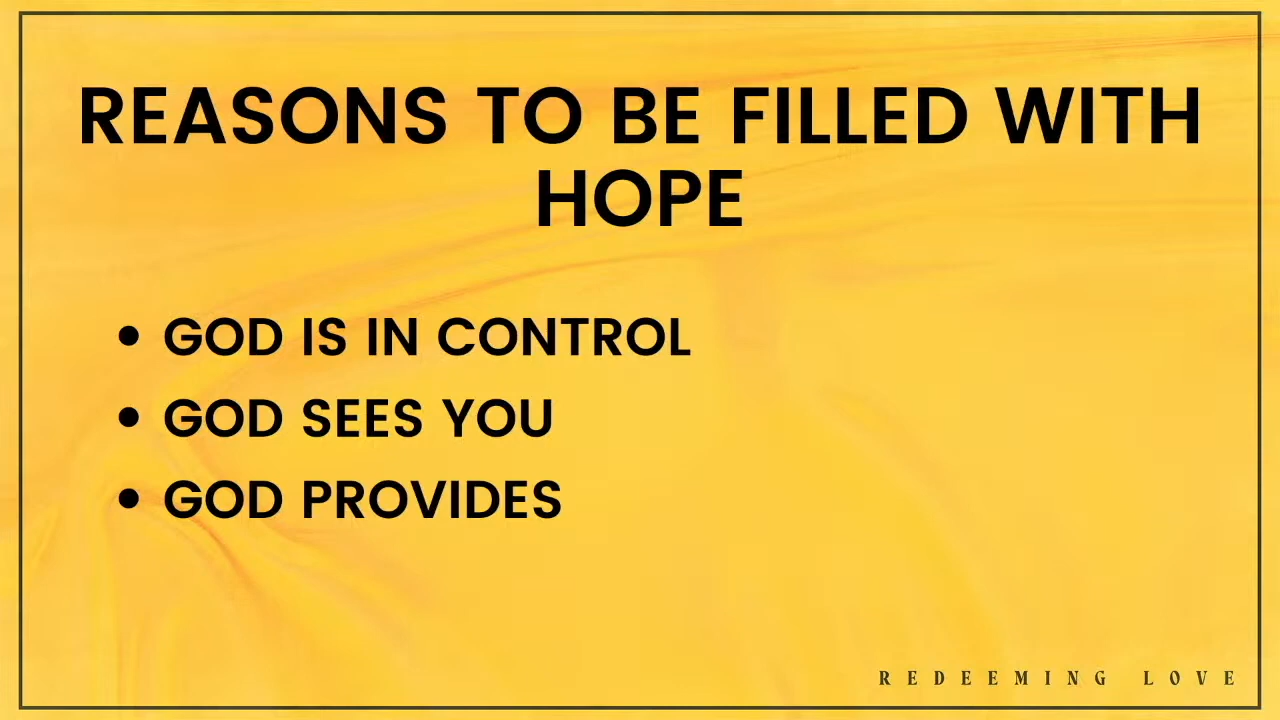 REASONS TO BE FILLED WITH
HOPE
• GOD IS IN CONTROL
• GOD SEES YOU
• GOD PROVIDES
REDEEMING LOVE